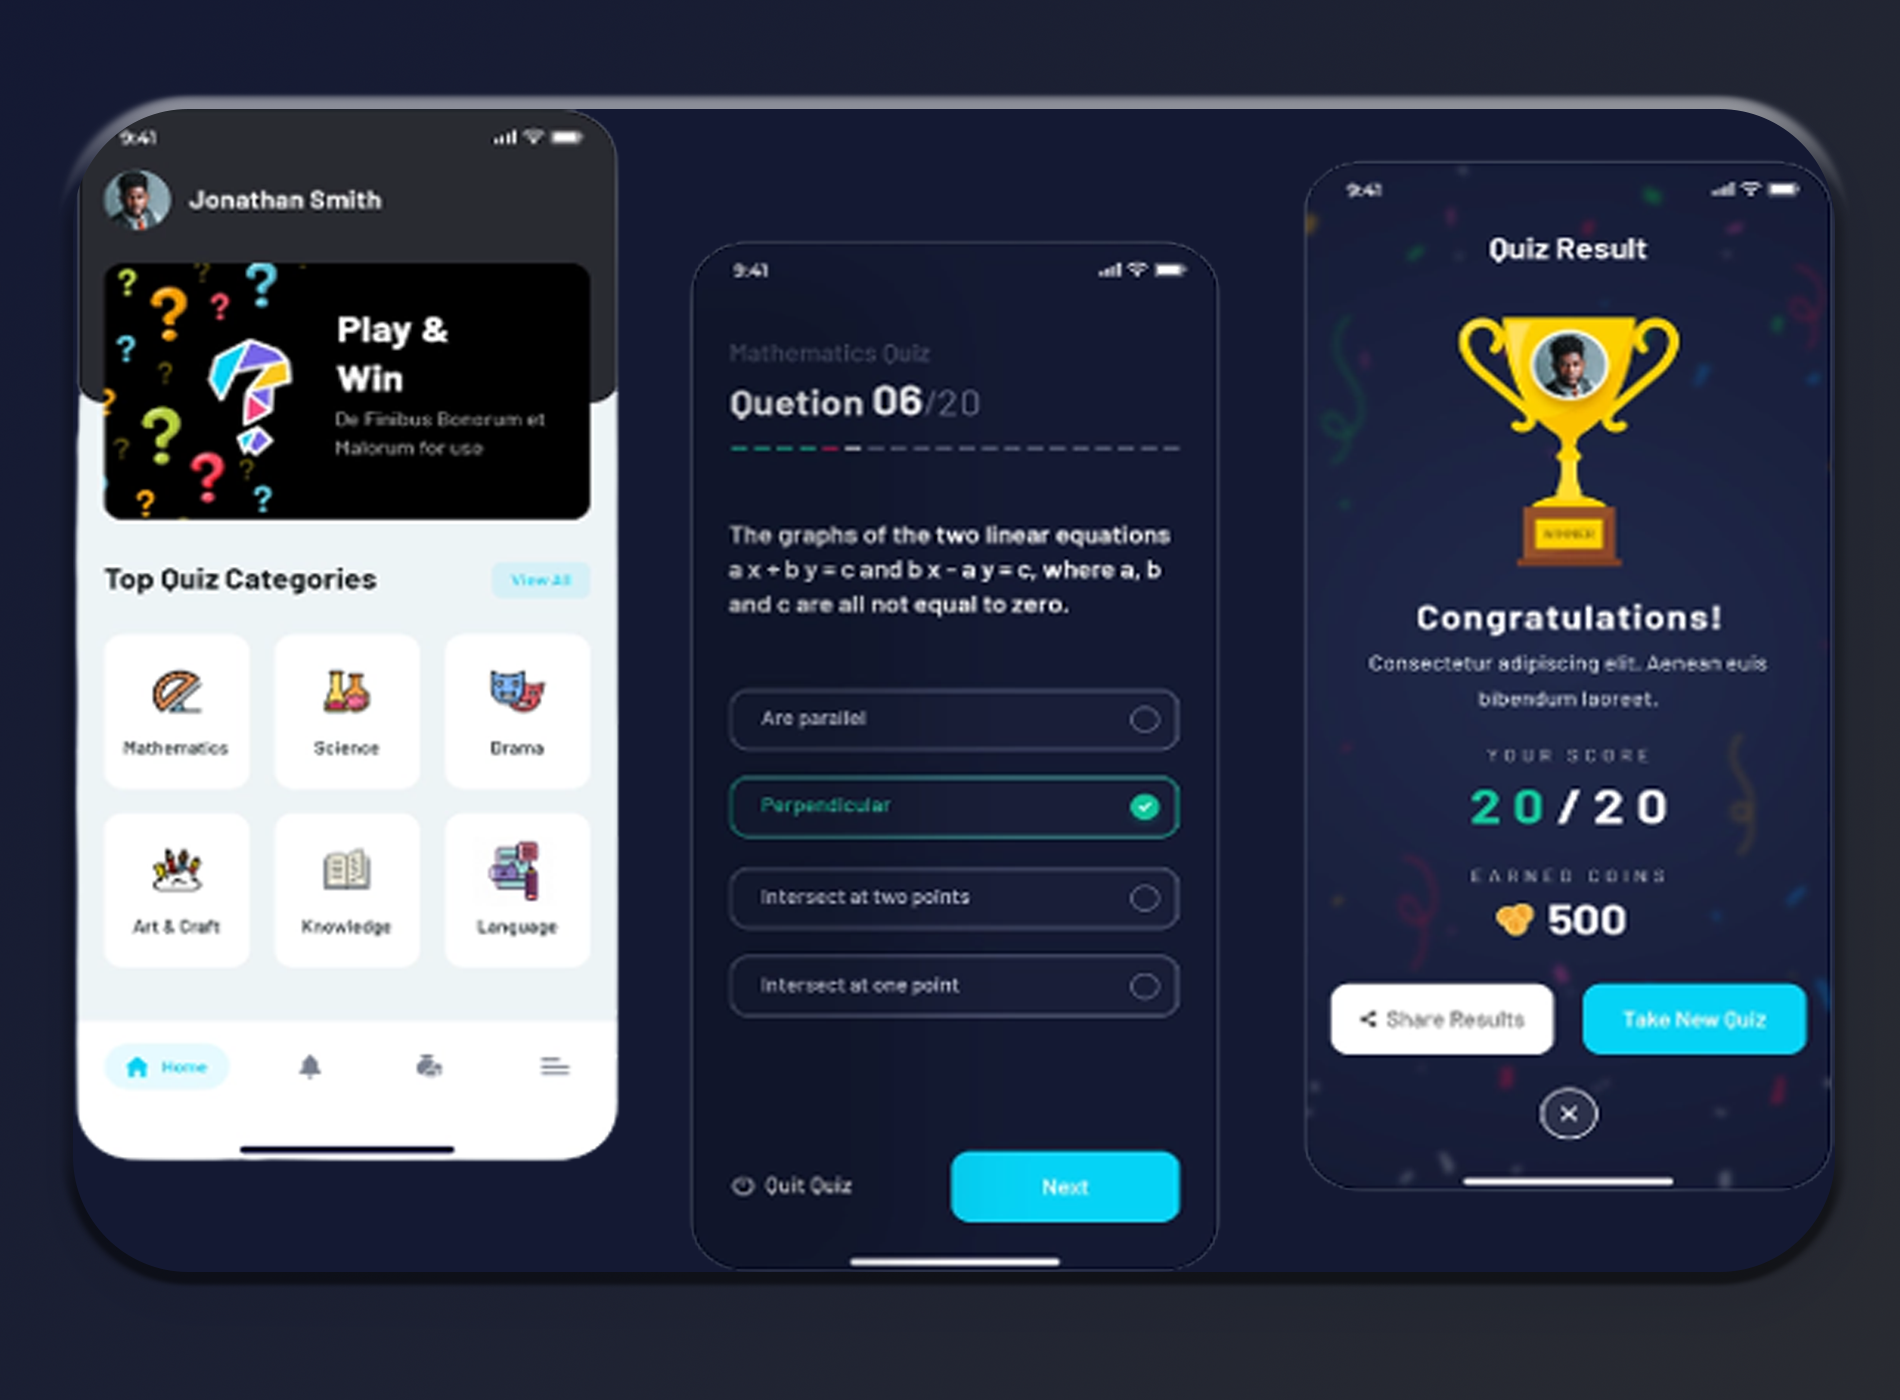 9:41
Jonathan Smith
Play &
Win
De Finibus Bonorum et
Malorum for use
Top Quiz Categories
View All
Mathematics
Science
Drama
Art & Craft
Knowledge
Language
Home
9:41
Mathematics Quiz
Quetion 06/20
The graphs of the two linear equations
a x + b y = c and b x - a y = c, where a, b
and c are all not equal to zero.
Are parallel
Perpendicular
Intersect at two points
Intersect at one point
Quit Quiz
Next
9:41
Quiz Result
WINNER
Congratulations!
Consectetur adipiscing elit. Aenean euis
bibendum laoreet.
YOUR SCORE
20/20
EARNED COINS
500
Share Results
Take New Quiz